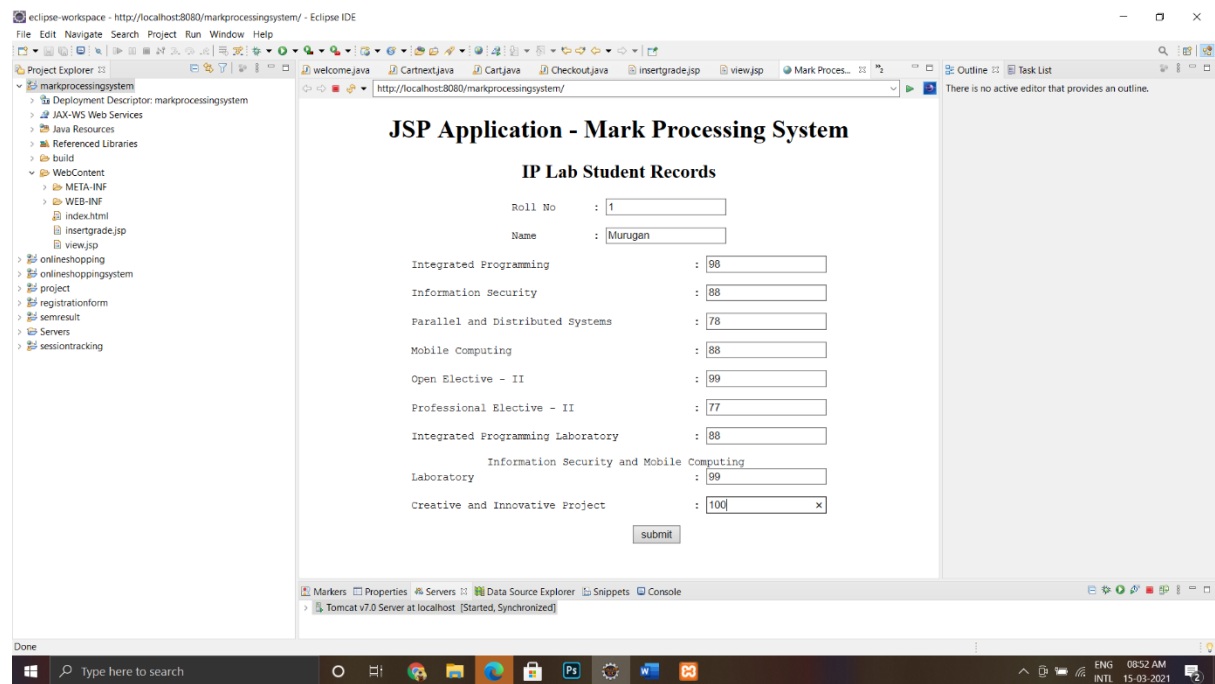 eclipse-workspace - http://localhost:8080/markprocessingsystem/ - Eclipse IDE
File Edit Navigate Search Project Run Window Help
Project Explorer
welcome.java Cartnext.java Cart.java Checkout.java insertgrade.jsp view.jsp Mark Proces... »2
Outline Task List
markprocessingsystem
http://localhost:8080/markprocessingsystem/
There is no active editor that provides an outline.
Deployment Descriptor: markprocessingsystem
JAX-WS Web Services
Java Resources
Referenced Libraries
build
WebContent
META-INF
WEB-INF
index.html
insertgrade.jsp
view.jsp
onlineshopping
onlineshoppingsystem
project
registrationform
semresult
Servers
sessiontracking
JSP Application - Mark Processing System
IP Lab Student Records
Roll No : 1
Name : Murugan
Integrated Programming : 98
Information Security : 88
Parallel and Distributed Systems : 78
Mobile Computing : 88
Open Elective - II : 99
Professional Elective - II : 77
Integrated Programming Laboratory : 88
Information Security and Mobile Computing
Laboratory : 99
Creative and Innovative Project : 100
submit
Markers Properties Servers Data Source Explorer Snippets Console
Tomcat v7.0 Server at localhost [Started, Synchronized]
Done
Type here to search
Ps
W
ENG 08:52 AM
INTL 15-03-2021
2